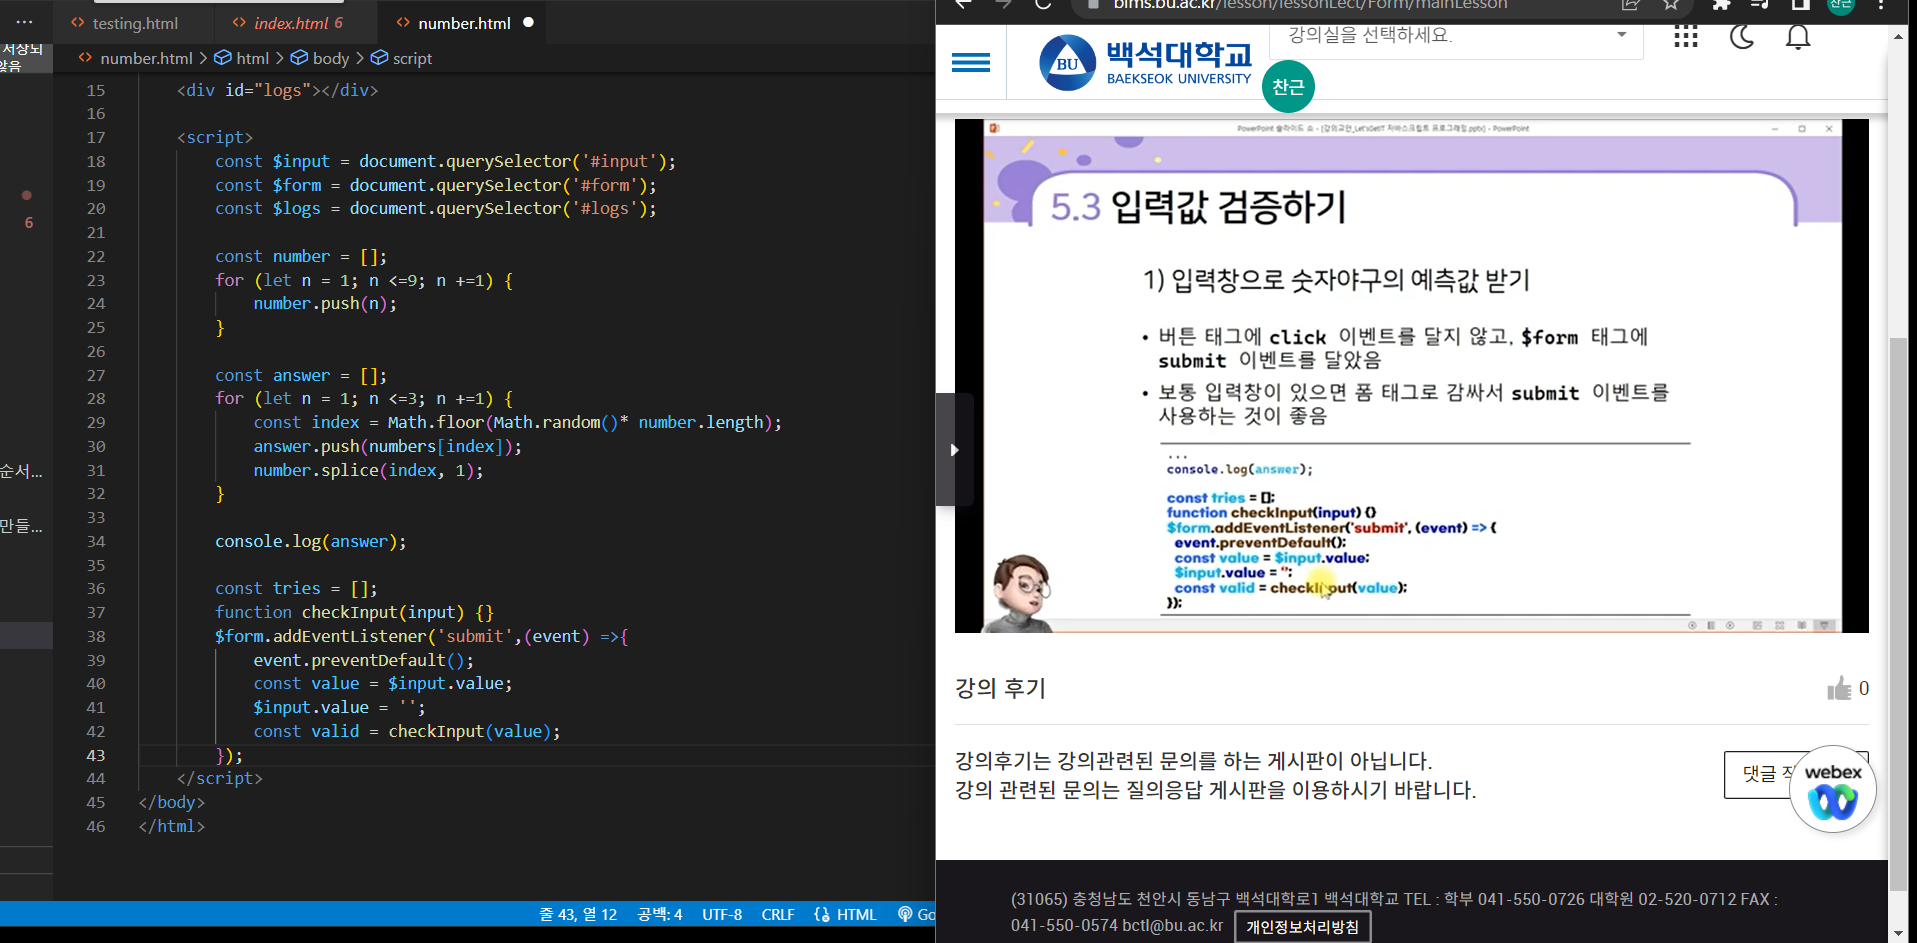 testing.html
index.html 6
number.html
저장되
않음
number.html > html > body > script
15 <div id="logs"></div>
16
17 <script>
18 const $input = document.querySelector('#input');
19 const $form = document.querySelector('#form');
20 const $logs = document.querySelector('#logs');
21
22 const number = [];
23 for (let n = 1; n <=9; n +=1) {
24 number.push(n);
25 }
26
27 const answer = [];
28 for (let n = 1; n <=3; n +=1) {
29 const index = Math.floor(Math.random()* number.length);
30 answer.push(numbers[index]);
31 number.splice(index, 1);
32 }
33
34 console.log(answer);
35
36 const tries = [];
37 function checkInput(input) {}
38 $form.addEventListener('submit',(event) =>{
39 event.preventDefault();
40 const value = $input.value;
41 $input.value = '';
42 const valid = checkInput(value);
43 });
44 </script>
45 </body>
46 </html>
6
순서...
만들...
줄 43, 열 12 공백: 4 UTF-8 CRLF HTML Go
blms.bu.ac.kr/lesson/lessonLect/Form/mainLesson
찬근
BU
백석대학교
BAEKSEOK UNIVERSITY
강의실을 선택하세요.
찬근
PowerPoint 슬라이드 쇼 - [강의교안_Let'sGetIT 자바스크립트 프로그래밍.pptx] - PowerPoint
5.3 입력값 검증하기
1) 입력창으로 숫자야구의 예측값 받기
• 버튼 태그에 click 이벤트를 달지 않고, $form 태그에
submit 이벤트를 달았음
• 보통 입력창이 있으면 폼 태그로 감싸서 submit 이벤트를
사용하는 것이 좋음
...
console.log(answer);
const tries = [];
function checkInput(input) {}
$form.addEventListener('submit', (event) => {
event.preventDefault();
const value = $input.value;
$input.value = '';
const valid = checkInput(value);
});
강의 후기
0
강의후기는 강의관련된 문의를 하는 게시판이 아닙니다.
강의 관련된 문의는 질의응답 게시판을 이용하시기 바랍니다.
댓글
webex
(31065) 충청남도 천안시 동남구 백석대학로1 백석대학교 TEL : 학부 041-550-0726 대학원 02-520-0712 FAX :
041-550-0574 bctl@bu.ac.kr 개인정보처리방침